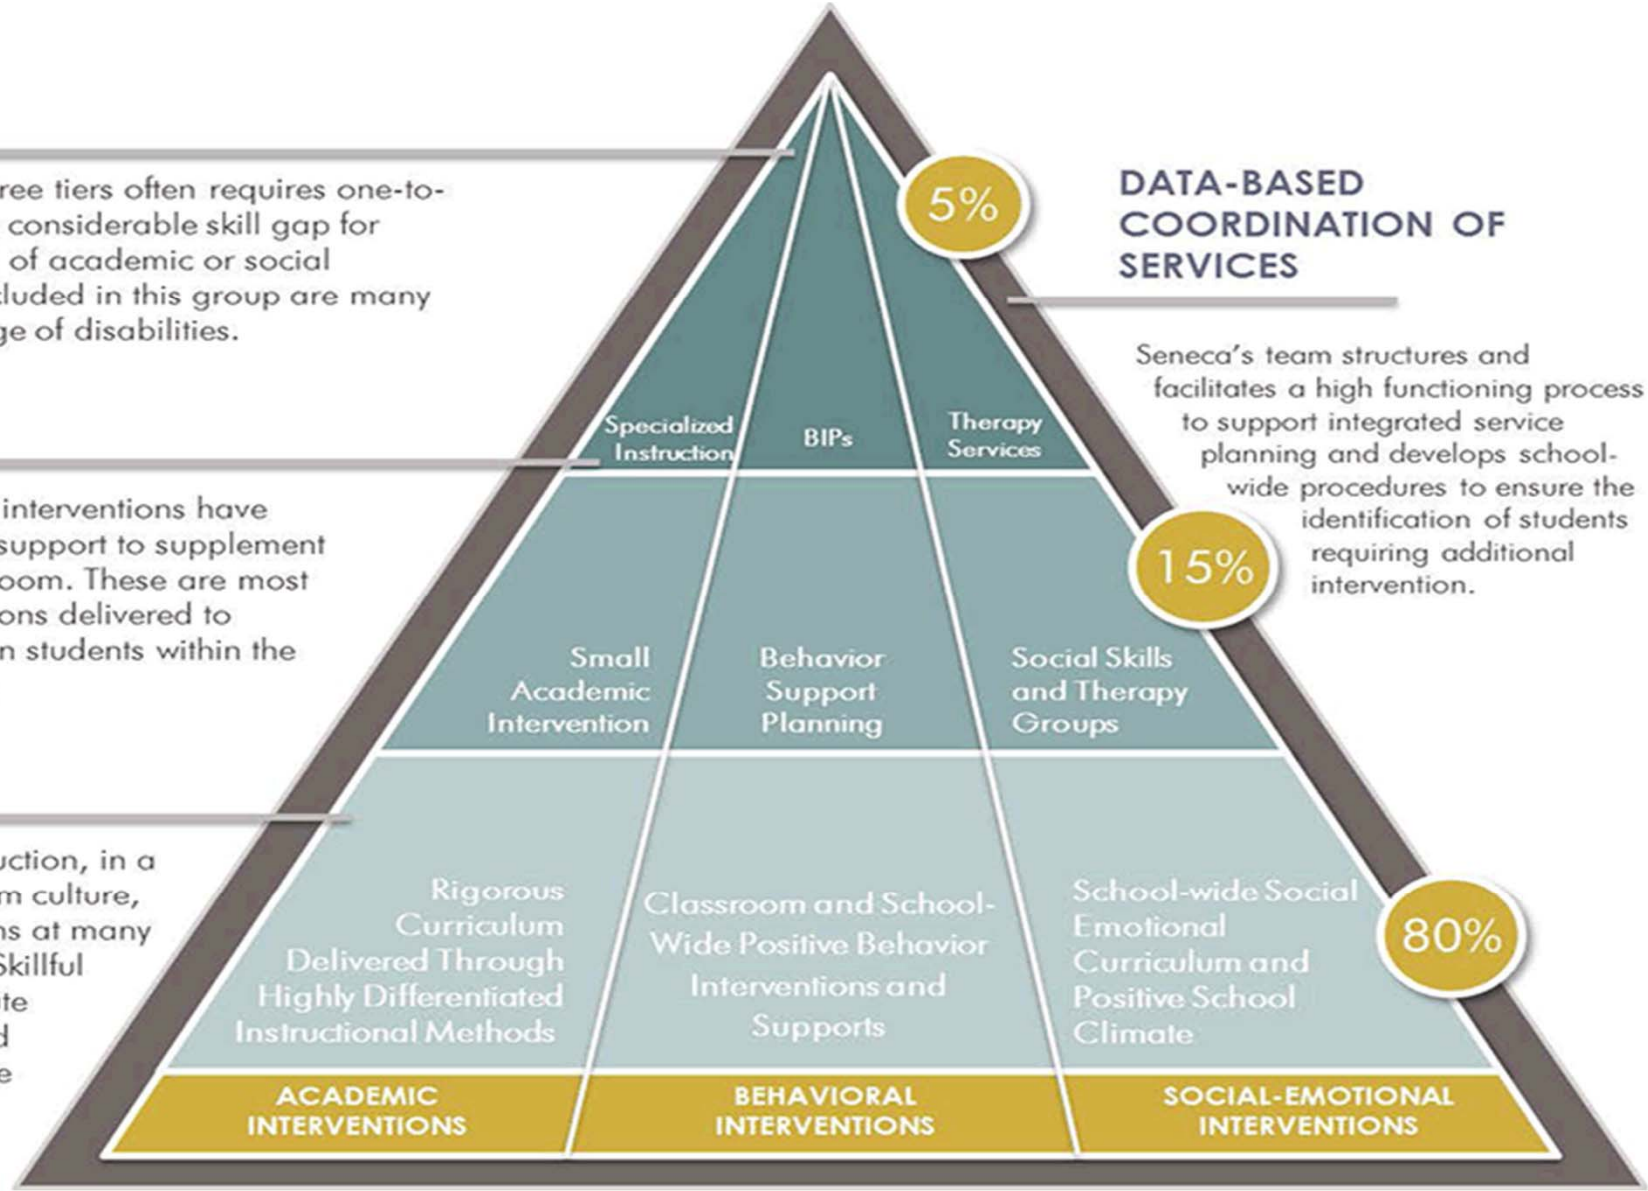 ree tiers often requires one-to-
considerable skill gap for
of academic or social
cluded in this group are many
ge of disabilities.
interventions have
support to supplement
oom. These are most
ons delivered to
n students within the
uction, in a
m culture,
ns at many
Skillful
te
d
e
5%
DATA-BASED
COORDINATION OF
SERVICES
Seneca's team structures and
facilitates a high functioning process
to support integrated service
planning and develops school-
wide procedures to ensure the
identification of students
requiring additional
intervention.
Specialized
Instruction
BIPs
Therapy
Services
15%
Small
Academic
Intervention
Behavior
Support
Planning
Social Skills
and Therapy
Groups
80%
Rigorous
Curriculum
Delivered Through
Highly Differentiated
Instructional Methods
Classroom and School-
Wide Positive Behavior
Interventions and
Supports
School-wide Social
Emotional
Curriculum and
Positive School
Climate
ACADEMIC
INTERVENTIONS
BEHAVIORAL
INTERVENTIONS
SOCIAL-EMOTIONAL
INTERVENTIONS